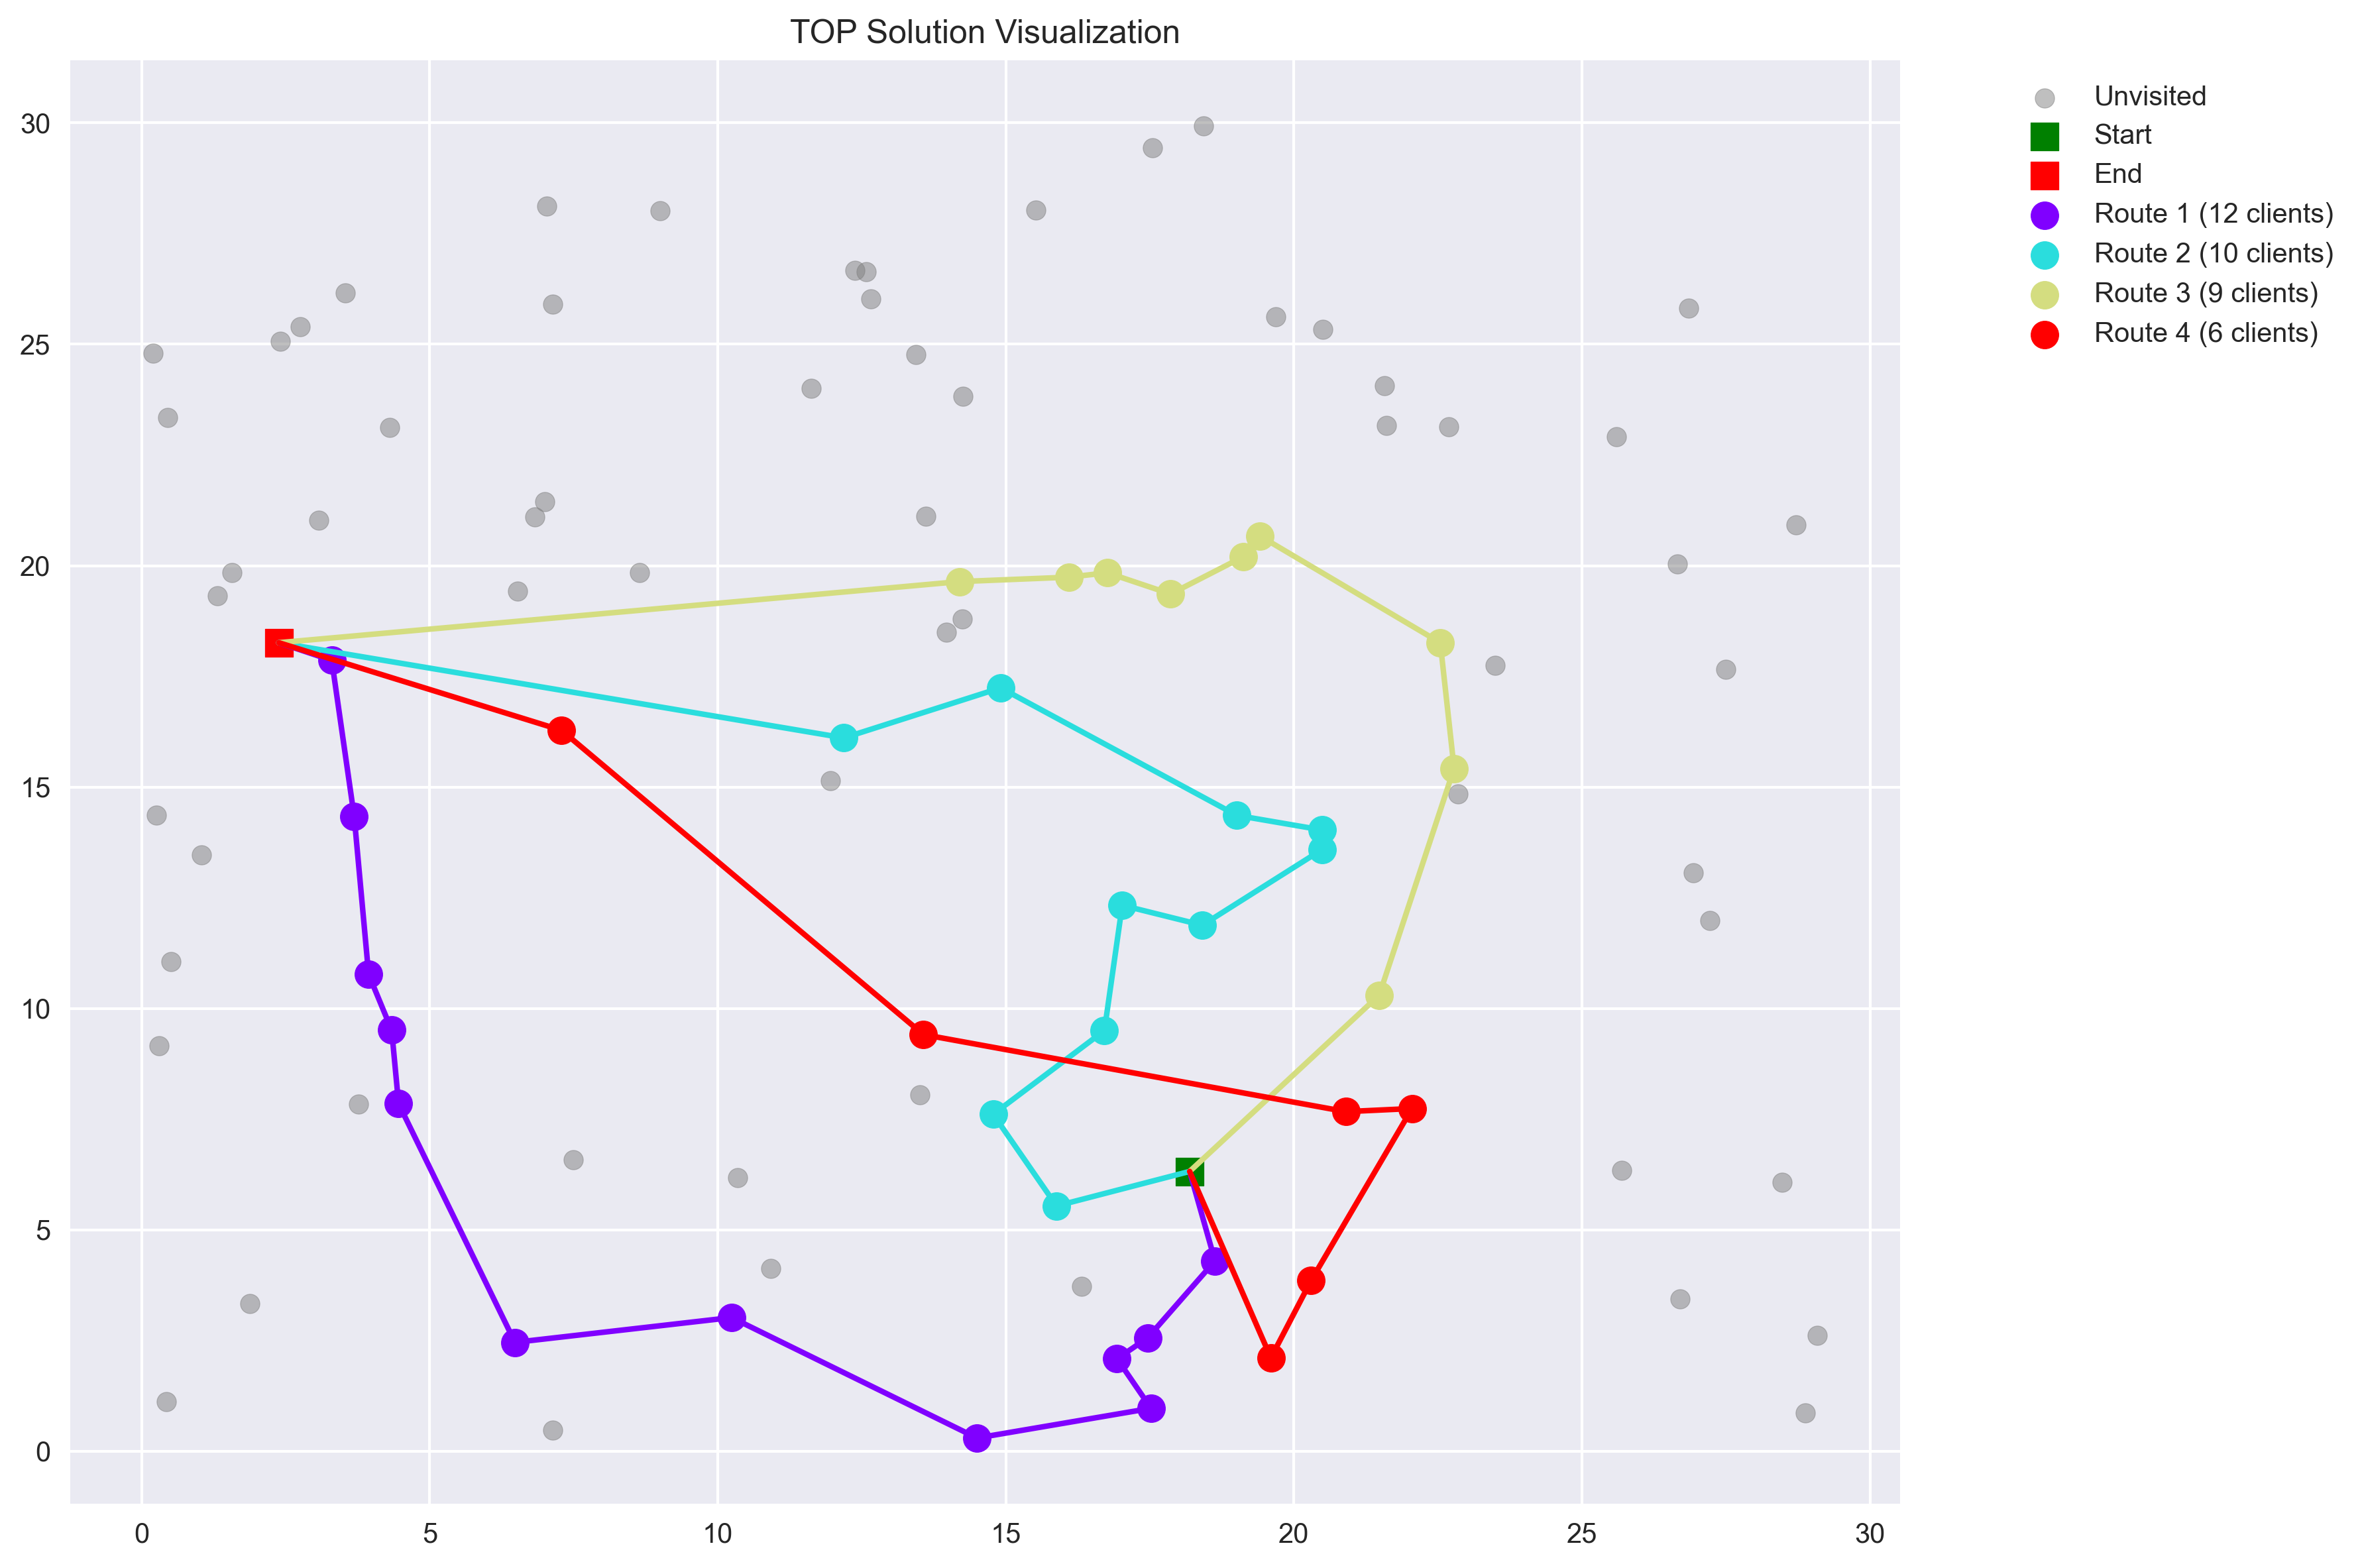 TOP Solution Visualization
30
25
20
15
10
5
0
0 5 10 15 20 25 30
Unvisited
Start
End
Route 1 (12 clients)
Route 2 (10 clients)
Route 3 (9 clients)
Route 4 (6 clients)